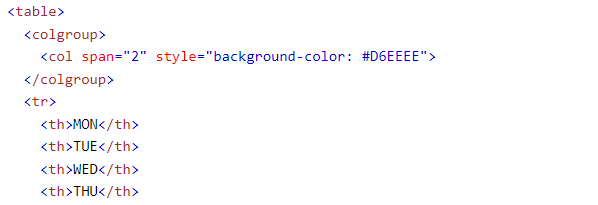 <table>
<colgroup>
<col span="2" style="background-color: #D6EEEE">
</colgroup>
<tr>
<th>MON</th>
<th>TUE</th>
<th>WED</th>
<th>THU</th>